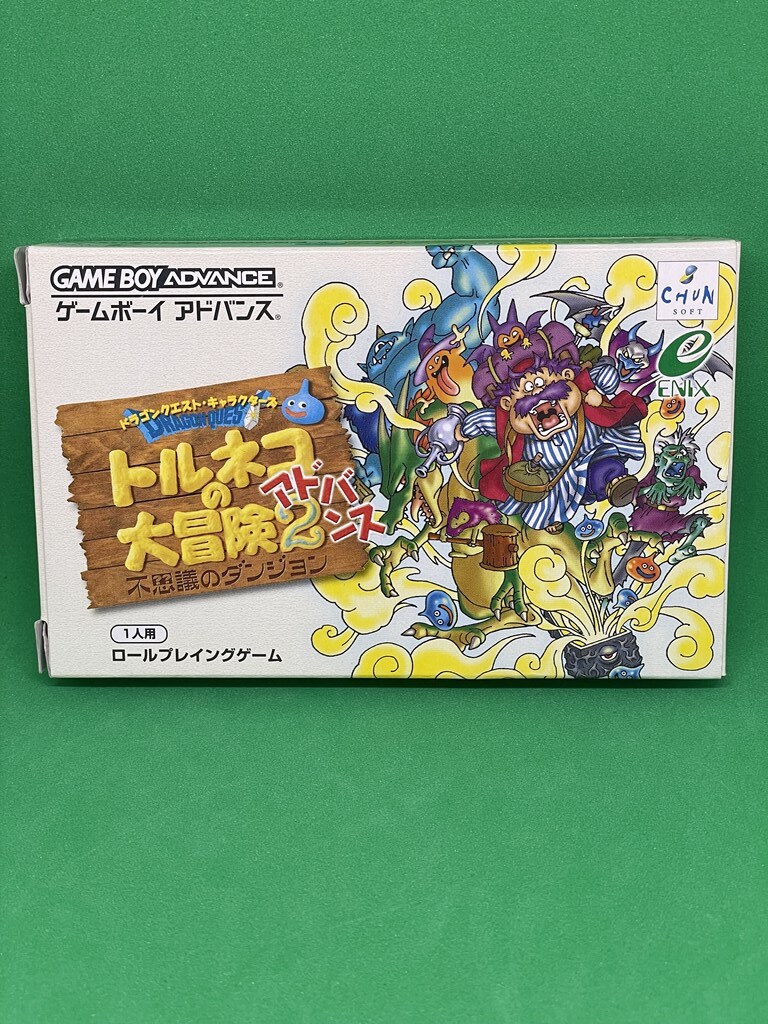 GAME BOY ADVANCE
ゲームボーイ アドバンス
CHUN
SOFT
ENIX
ドラゴンクエスト・キャラクターズ
DRAGON QUEST
トルネコ
の
大冒険2
アドバンス
不思議のダンジョン
1人用
ロールプレイングゲーム